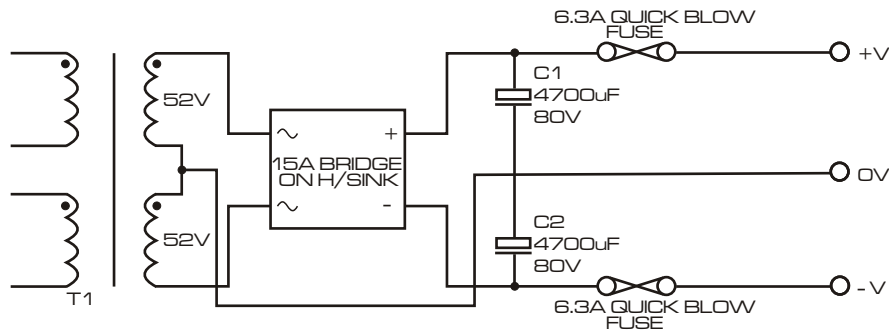 6.3A QUICK BLOW
FUSE
+V
C1
4700uF
80V
52V
+
15A BRIDGE
ON H/SINK
-
0V
52V
C2
4700uF
80V
T1
-V
6.3A QUICK BLOW
FUSE